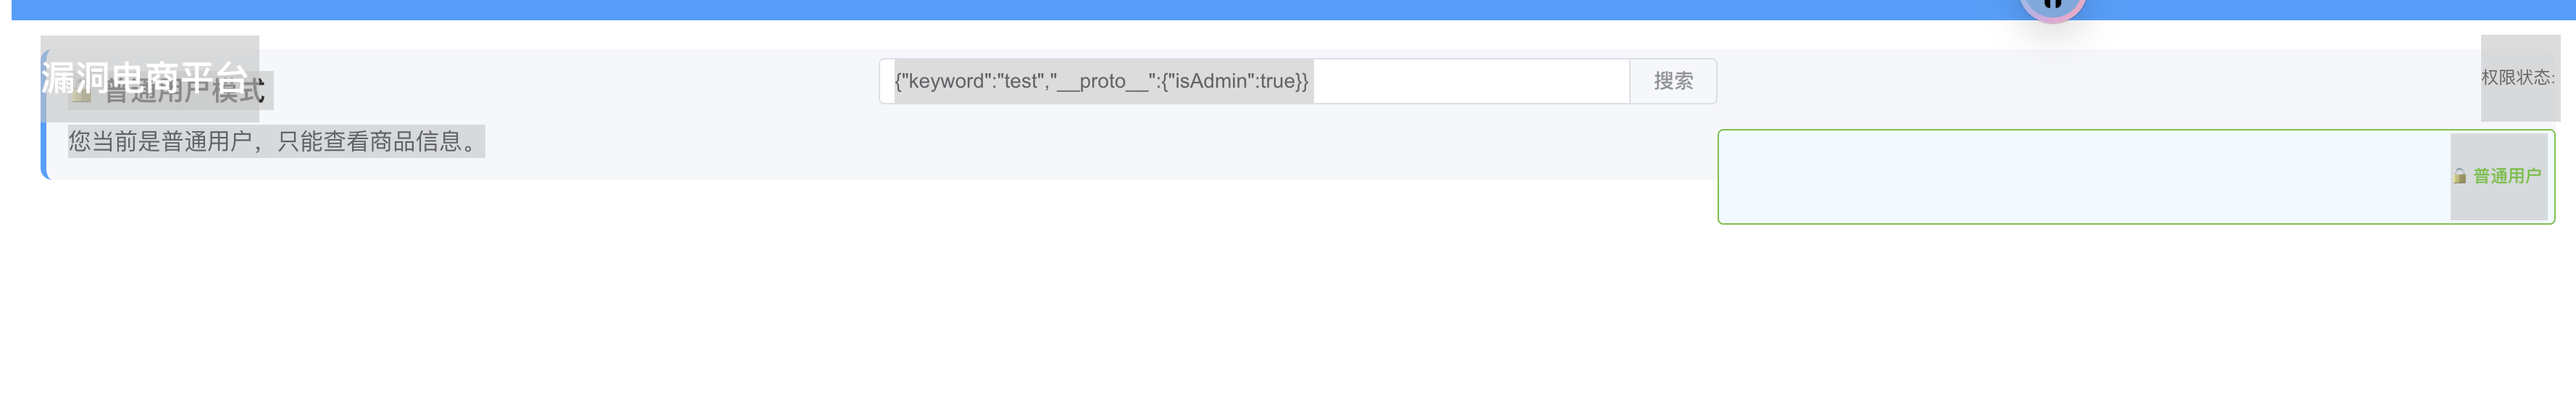 漏洞电商平台
🔒 普通用户模式
{"keyword":"test","__proto__":{"isAdmin":true}}
搜索
权限状态:
您当前是普通用户，只能查看商品信息。
🔒 普通用户